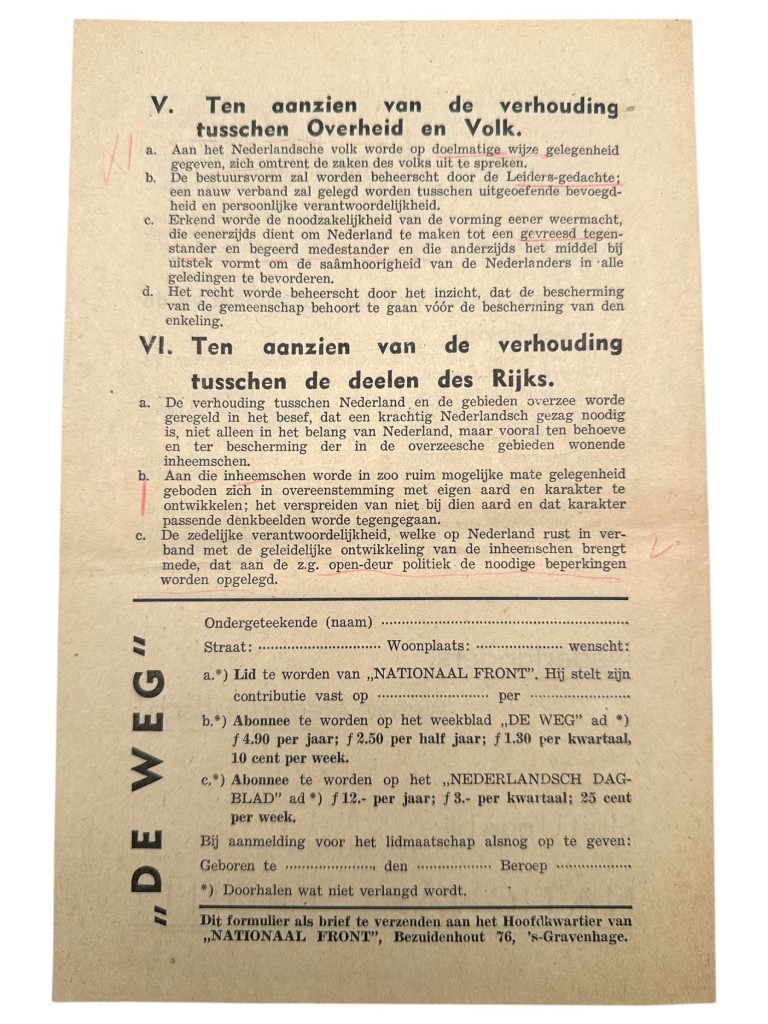 V. Ten aanzien van de verhouding
tusschen Overheid en Volk.
a. Aan het Nederlandsche volk worde op doelmatige wijze gelegenheid
gegeven, zich omtrent de zaken des volks uit te spreken.
b. De bestuursvorm zal worden beheerscht door de Leiders-gedachte;
een nauw verband zal gelegd worden tusschen uitgeoefende bevoegd-
heid en persoonlijke verantwoordelijkheid.
c. Erkend worde de noodzakelijkheid van de vorming eener weermacht,
die eenerzijds dient om Nederland te maken tot een gevreesd tegen-
stander en begeerd medestander en die anderzijds het middel bij
uitstek vormt om de saâmhoorigheid van de Nederlanders in alle
geledingen te bevorderen.
d. Het recht worde beheerscht door het inzicht, dat de bescherming
van de gemeenschap behoort te gaan vóór de bescherming van den
enkeling.
VI. Ten aanzien van de verhouding
tusschen de deelen des Rijks.
a. De verhouding tusschen Nederland en de gebieden overzee worde
geregeld in het besef, dat een krachtig Nederlandsch gezag noodig
is, niet alleen in het belang van Nederland, maar vooral ten behoeve
en ter bescherming der in de overzeesche gebieden wonende
inheemschen.
b. Aan die inheemschen worde in zoo ruim mogelijke mate gelegenheid
geboden zich in overeenstemming met eigen aard en karakter te
ontwikkelen; het verspreiden van niet bij dien aard en dat karakter
passende denkbeelden worde tegengegaan.
c. De zedelijke verantwoordelijkheid, welke op Nederland rust in ver-
band met de geleidelijke ontwikkeling van de inheemschen brengt
mede, dat aan de z.g. open-deur politiek de noodige beperkingen
worden opgelegd.
„DE WEG"
Ondergeteekende (naam) ..............................
Straat: .............................. Woonplaats: .................... wenscht:
a.*) Lid te worden van „NATIONAAL FRONT". Hij stelt zijn
contributie vast op .......................... per ........................
b.*) Abonnee te worden op het weekblad „DE WEG" ad *)
ƒ 4.90 per jaar; ƒ 2.50 per half jaar; ƒ 1.30 per kwartaal,
10 cent per week.
c.*) Abonnee te worden op het „NEDERLANDSCH DAG-
BLAD" ad *) ƒ 12.- per jaar; ƒ 3.- per kwartaal; 25 cent
per week.
Bij aanmelding voor het lidmaatschap alsnog op te geven:
Geboren te ....................., den ................. Beroep .................
*) Doorhalen wat niet verlangd wordt.
Dit formulier als brief te verzenden aan het Hoofdkwartier van
„NATIONAAL FRONT", Bezuidenhout 76, 's-Gravenhage.